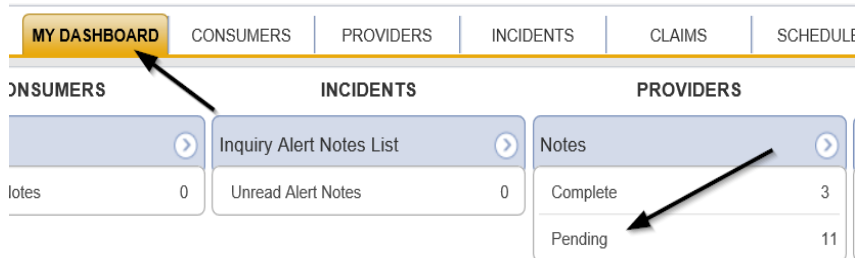 MY DASHBOARD CONSUMERS PROVIDERS INCIDENTS CLAIMS SCHEDULE
ONSUMERS INCIDENTS PROVIDERS
Inquiry Alert Notes List Notes
lotes 0 Unread Alert Notes 0 Complete 3
Pending 11